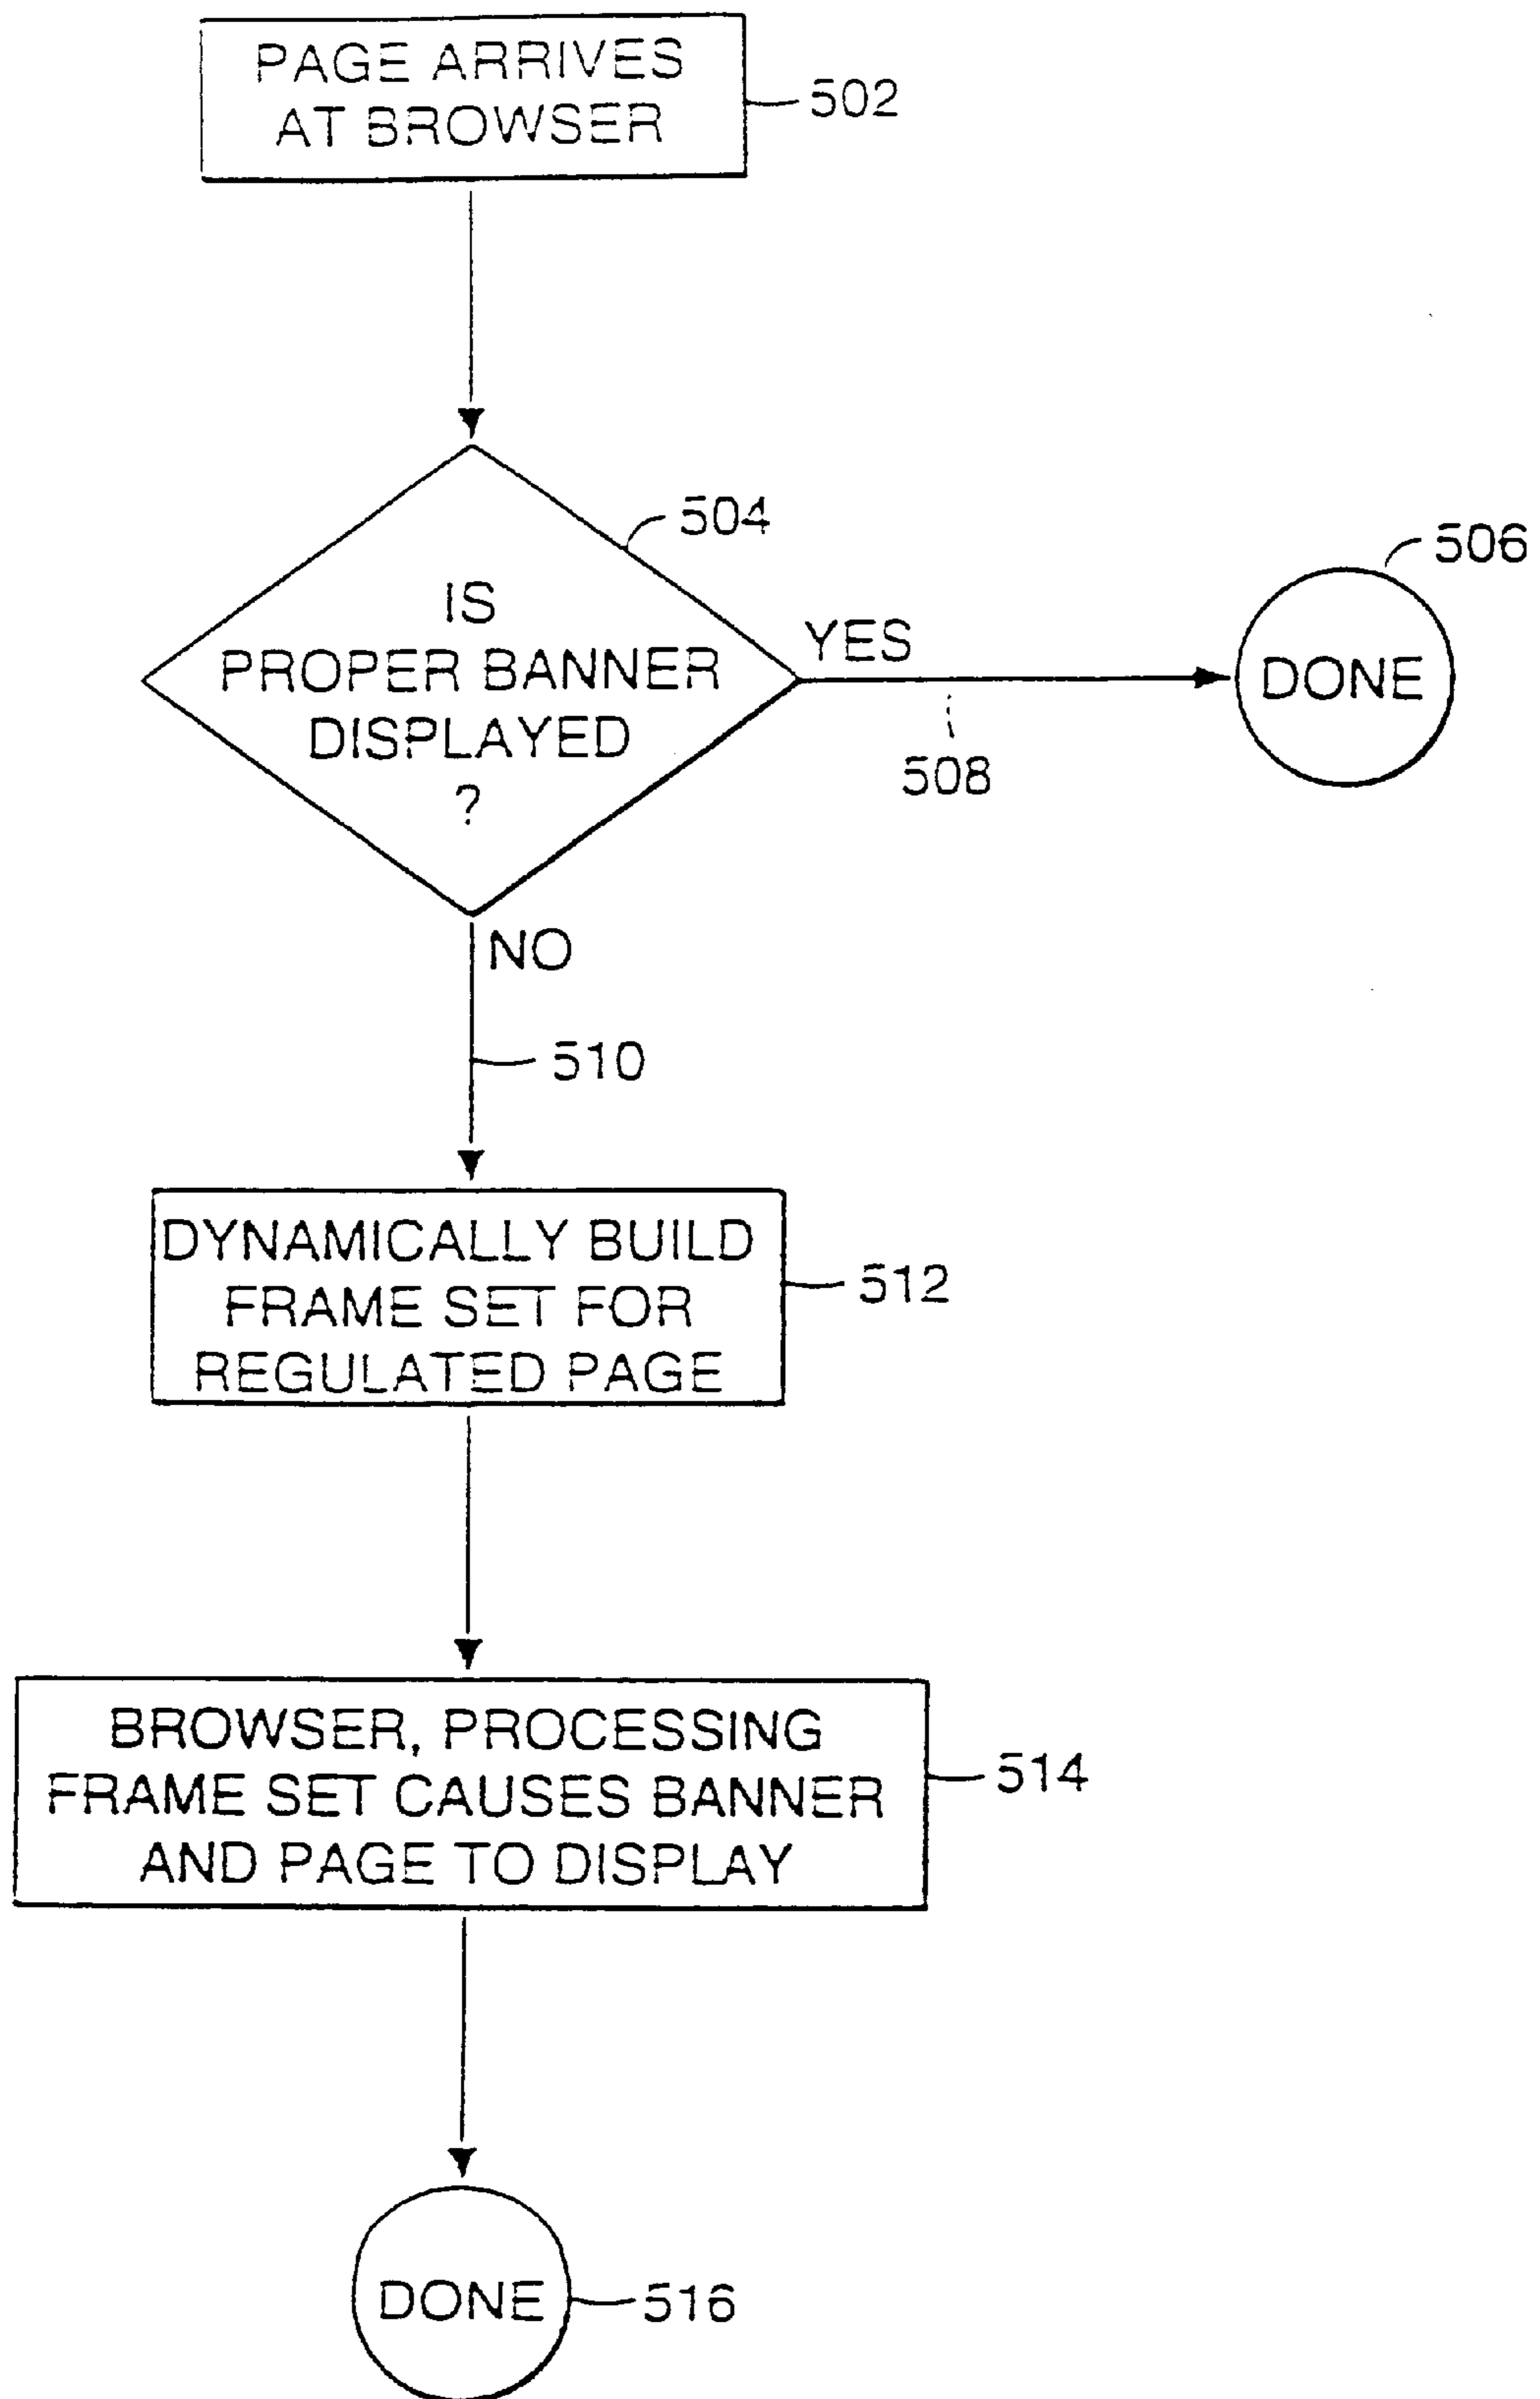 PAGE ARRIVES
AT BROWSER
502
504
IS
PROPER BANNER
DISPLAYED
?
YES
508
506
DONE
NO
510
DYNAMICALLY BUILD
FRAME SET FOR
REGULATED PAGE
512
BROWSER, PROCESSING
FRAME SET CAUSES BANNER
AND PAGE TO DISPLAY
514
DONE
516